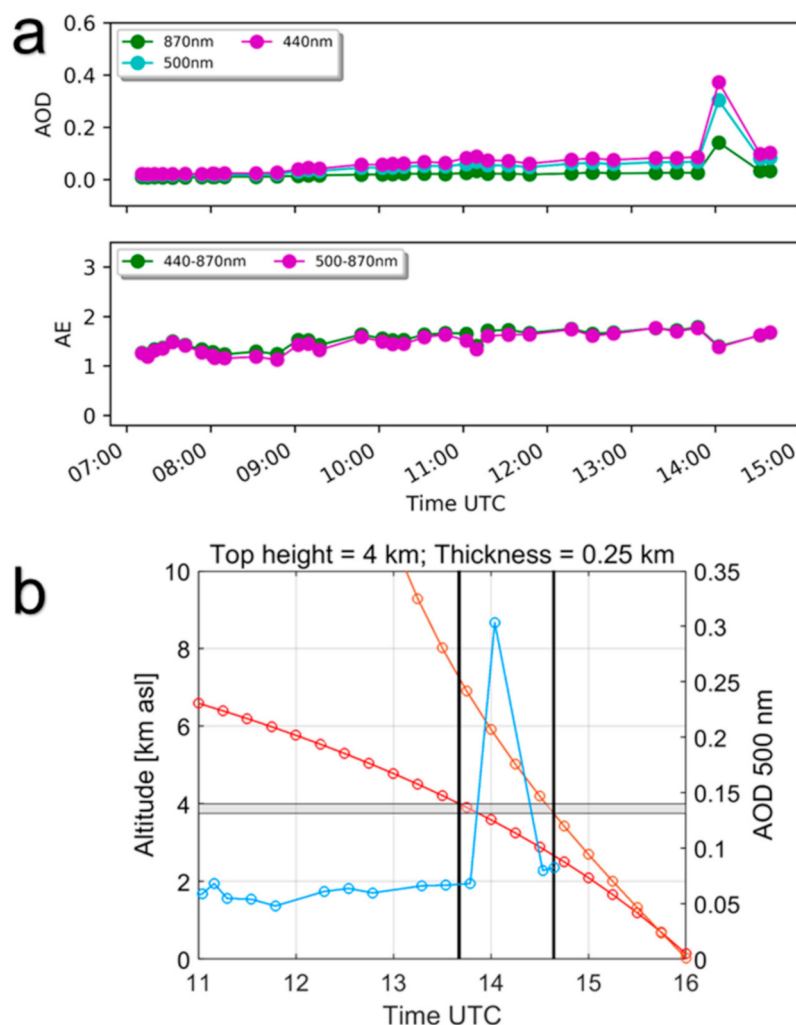 a
0.6
0.4
0.2
0.0
AOD
870nm
500nm
440nm
3
2
1
0
AE
440-870nm
500-870nm
07:00
08:00
09:00
10:00
11:00
12:00
13:00
14:00
15:00
Time UTC
b
Top height = 4 km; Thickness = 0.25 km
10
8
6
4
2
0
Altitude [km asl]
0.35
0.3
0.25
0.2
0.15
0.1
0.05
0
AOD 500 nm
11
12
13
14
15
16
Time UTC